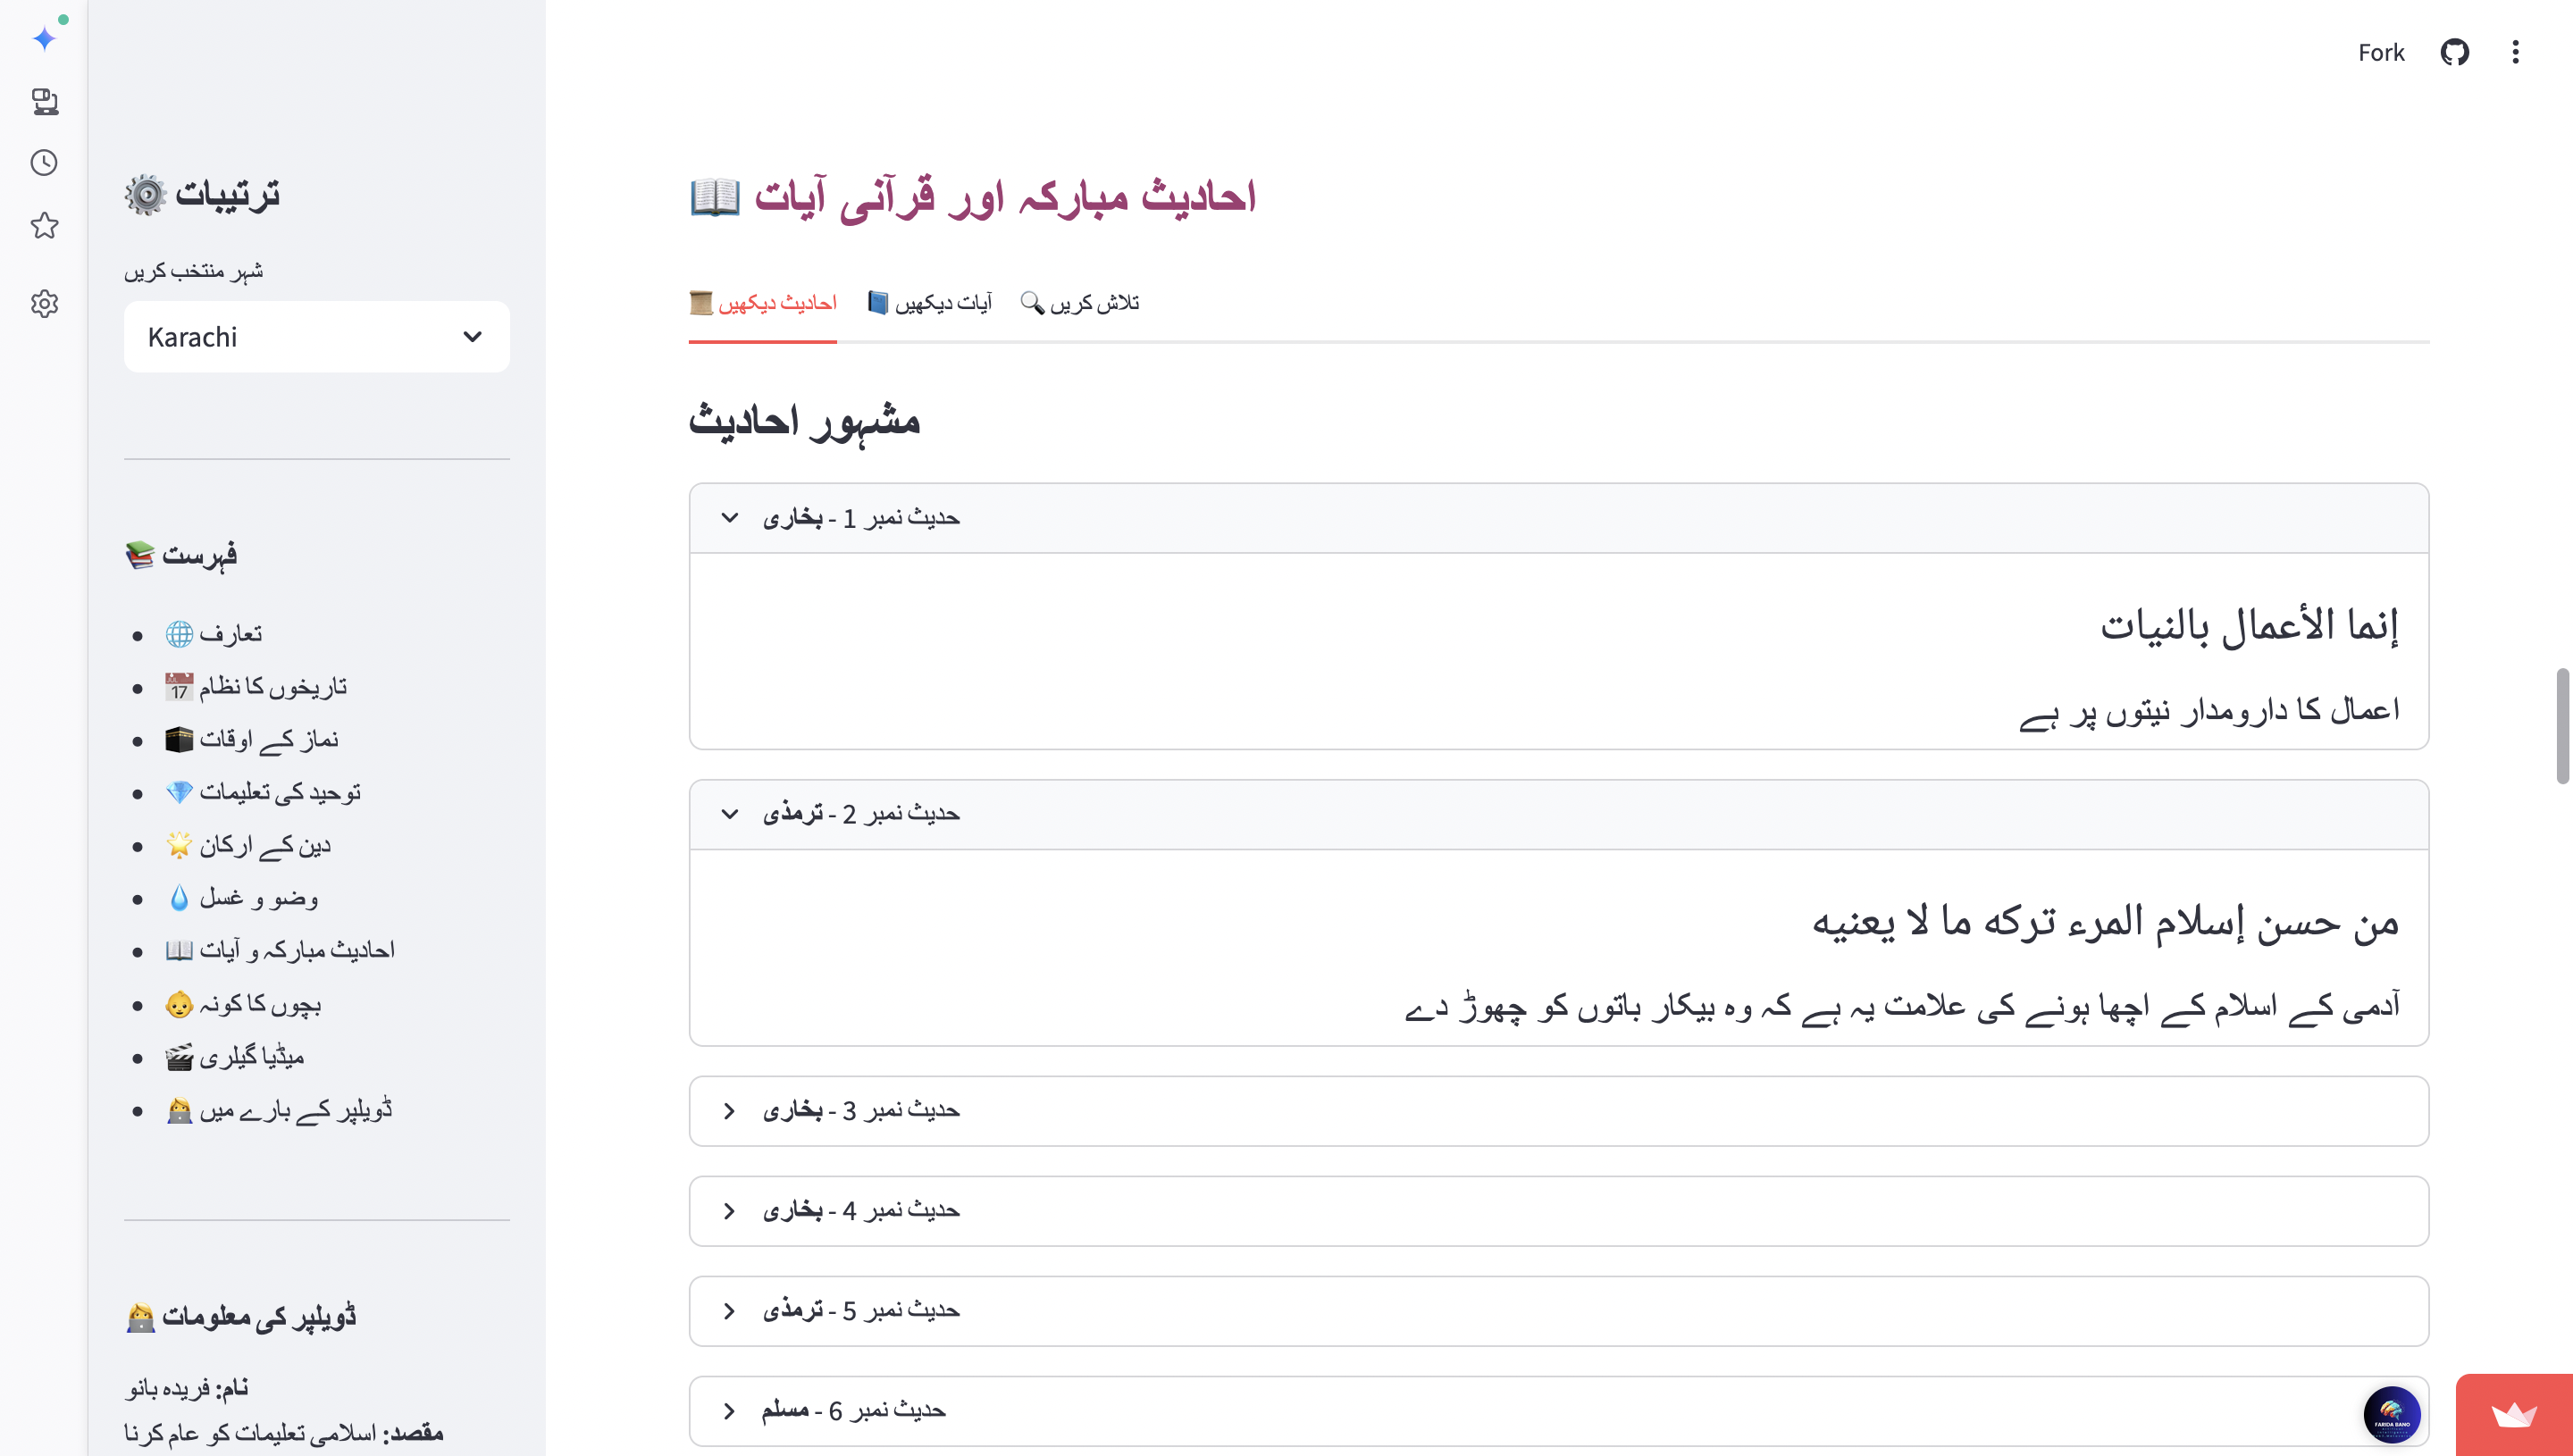 Fork
ترتیبات
شہر منتخب کریں
Karachi
فہرست
تعارف
تاریخوں کا نظام
نماز کے اوقات
توحید کی تعلیمات
دین کے ارکان
وضو و غسل
احادیث مبارکہ و آیات
بچوں کا کونہ
میڈیا گیلری
ڈویلپر کے بارے میں
ڈویلپر کی معلومات
نام: فریدہ بانو
مقصد: اسلامی تعلیمات کو عام کرنا
احادیث مبارکہ اور قرآنی آیات
احادیث دیکھیں
آیات دیکھیں
تلاش کریں
مشہور احادیث
حدیث نمبر 1 - بخاری
إنما الأعمال بالنيات
اعمال کا دارومدار نیتوں پر ہے
حدیث نمبر 2 - ترمذی
من حسن إسلام المرء تركه ما لا يعنيه
آدمی کے اسلام کے اچھا ہونے کی علامت یہ ہے کہ وہ بیکار باتوں کو چھوڑ دے
حدیث نمبر 3 - بخاری
حدیث نمبر 4 - بخاری
حدیث نمبر 5 - ترمذی
حدیث نمبر 6 - مسلم
FARIDA BANO